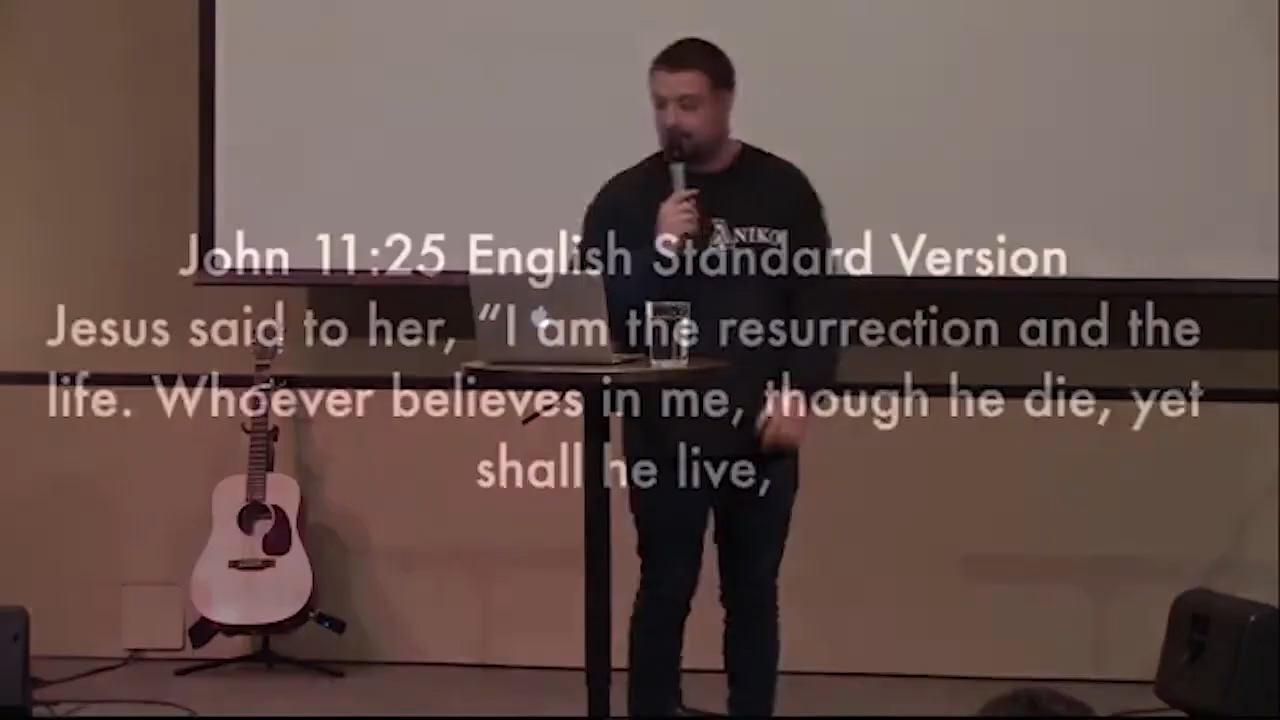 ANIKO
John 11:25 English Standard Version
Jesus said to her, “I am the resurrection and the
life. Whoever believes in me, though he die, yet
shall he live,